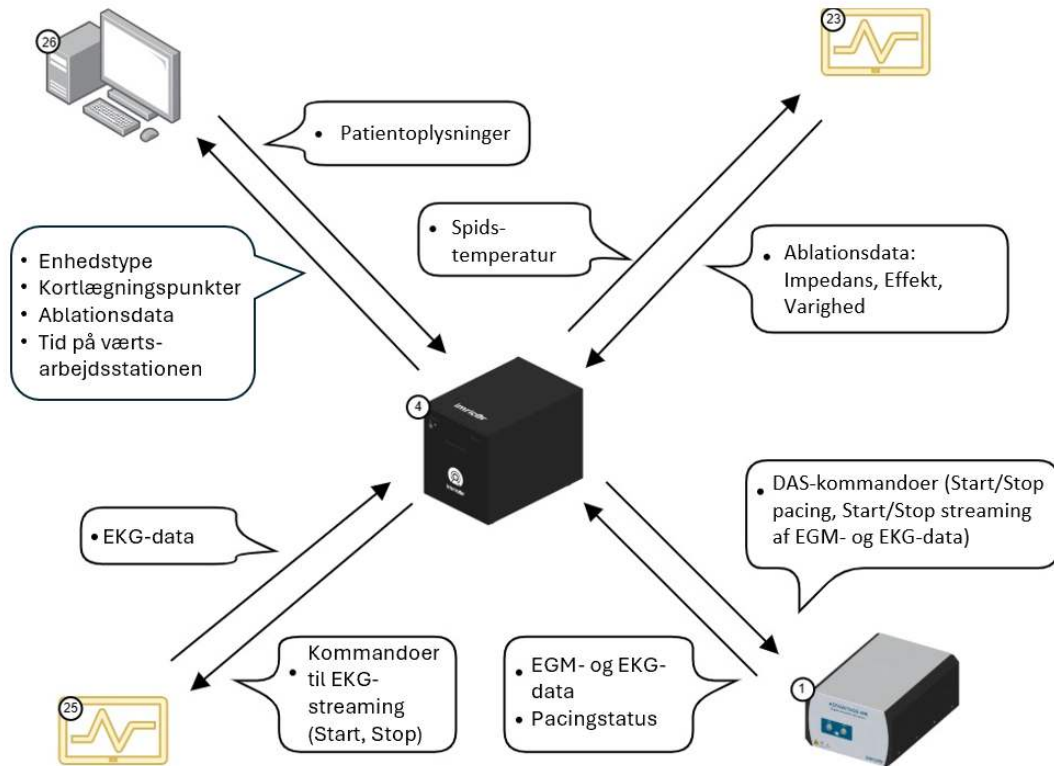 26
23
• Patientoplysninger
• Spids-
temperatur
• Ablationsdata:
Impedans, Effekt,
Varighed
• Enhedstype
• Kortlægningspunkter
• Ablationsdata
• Tid på værts-
arbejdsstationen
4
imricor
• DAS-kommandoer (Start/Stop
pacing, Start/Stop streaming
af EGM- og EKG-data)
• EKG-data
• Kommandoer
til EKG-
streaming
(Start, Stop)
• EGM- og EKG-
data
• Pacingstatus
25
1